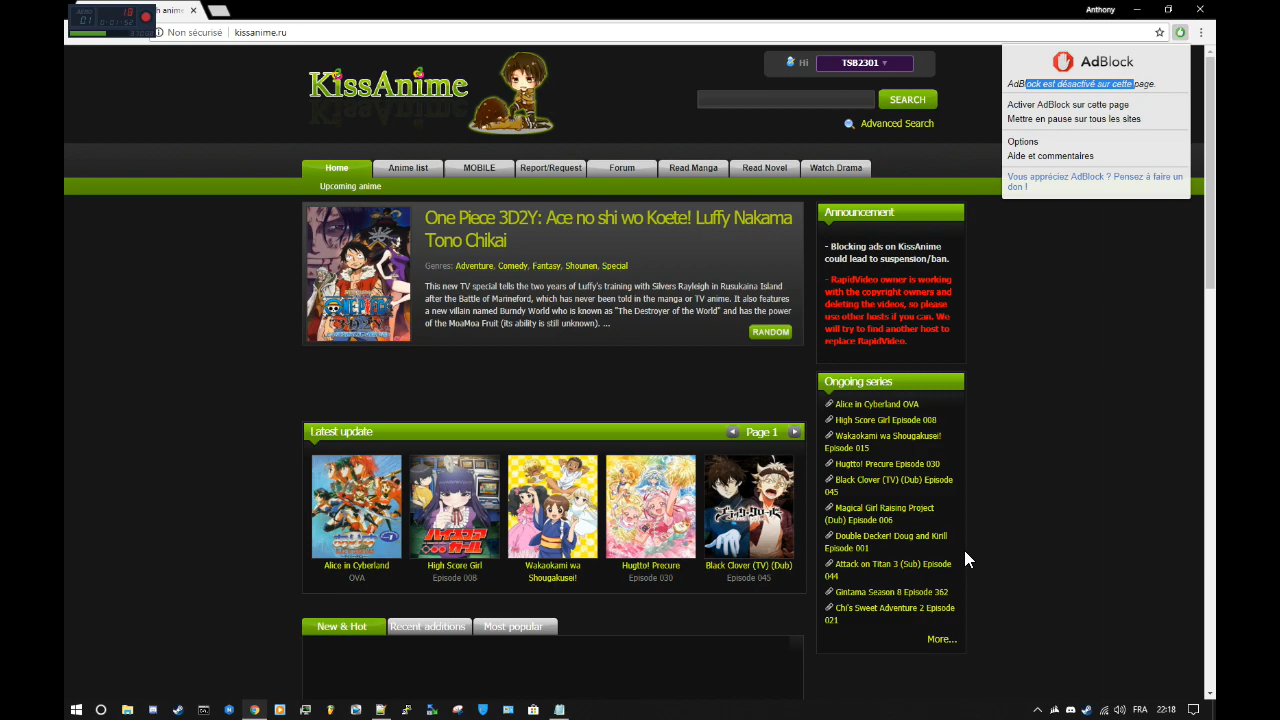 18
01
0:01:52
h anime
Anthony
Non sécurisé
kissanime.ru
KissAnime
Hi
TSB2301
SEARCH
Advanced Search
AdBlock
AdBlock est désactivé sur cette page.
Activer AdBlock sur cette page
Mettre en pause sur tous les sites
Options
Aide et commentaires
Vous appréciez AdBlock ? Pensez à faire un
don !
Home
Anime list
MOBILE
Report/Request
Forum
Read Manga
Read Novel
Watch Drama
Upcoming anime
One Piece 3D2Y: Ace no shi wo Koete! Luffy Nakama
Tono Chikai
Genres: Adventure, Comedy, Fantasy, Shounen, Special
This new TV special tells the two years of Luffy's training with Silvers Rayleigh in Rusukaina Island
after the Battle of Marineford, which has never been told in the manga or TV anime. It also features
a new villain named Burndy World who is known as "The Destroyer of the World" and has the power
of the MoaMoa Fruit (its ability is still unknown). ...
RANDOM
Announcement
- Blocking ads on KissAnime
could lead to suspension/ban.
- RapidVideo owner is working
with the copyright owners and
deleting the videos, so please
use other hosts if you can. We
will try to find another host to
replace RapidVideo.
Ongoing series
Alice in Cyberland OVA
High Score Girl Episode 008
Wakaokami wa Shougakusei!
Episode 015
Hugtto! Precure Episode 030
Black Clover (TV) (Dub) Episode
045
Magical Girl Raising Project
(Dub) Episode 006
Double Decker! Doug and Kirill
Episode 001
Attack on Titan 3 (Sub) Episode
044
Gintama Season 8 Episode 362
Chi's Sweet Adventure 2 Episode
021
More...
Latest update
Page 1
ハイスコア
ガール
Alice in Cyberland
OVA
High Score Girl
Episode 008
Wakaokami wa
Shougakusei!
Hugtto! Precure
Episode 030
Black Clover (TV) (Dub)
Episode 045
New & Hot
Recent additions
Most popular
FRA
22:18